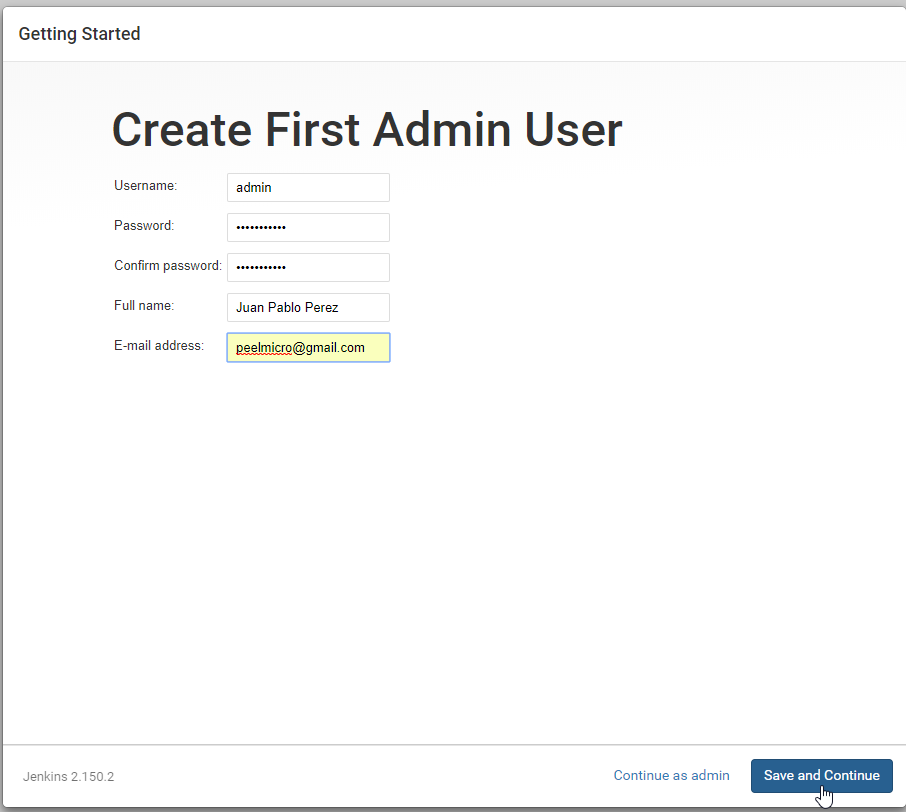 Getting Started
Create First Admin User
Username: admin
Password: •••••••••••
Confirm password: •••••••••••
Full name: Juan Pablo Perez
E-mail address: peelmicro@gmail.com
Jenkins 2.150.2 Continue as admin Save and Continue